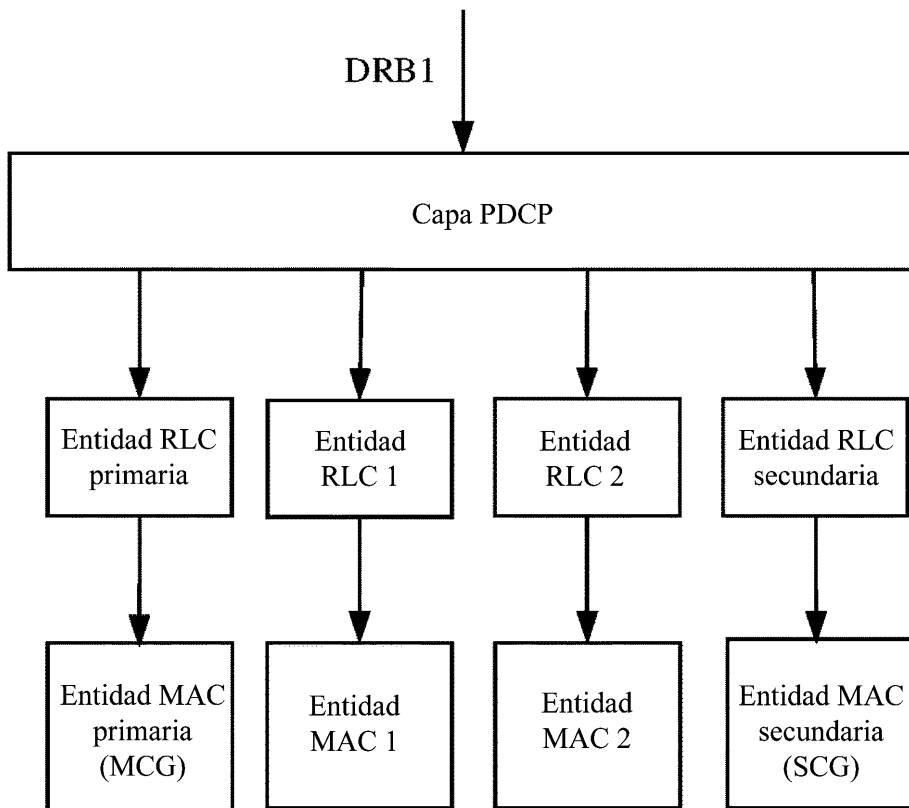 DRB1
Capa PDCP
Entidad RLC
primaria
Entidad
RLC 1
Entidad
RLC 2
Entidad RLC
secundaria
Entidad MAC
primaria
(MCG)
Entidad
MAC 1
Entidad
MAC 2
Entidad MAC
secundaria
(SCG)